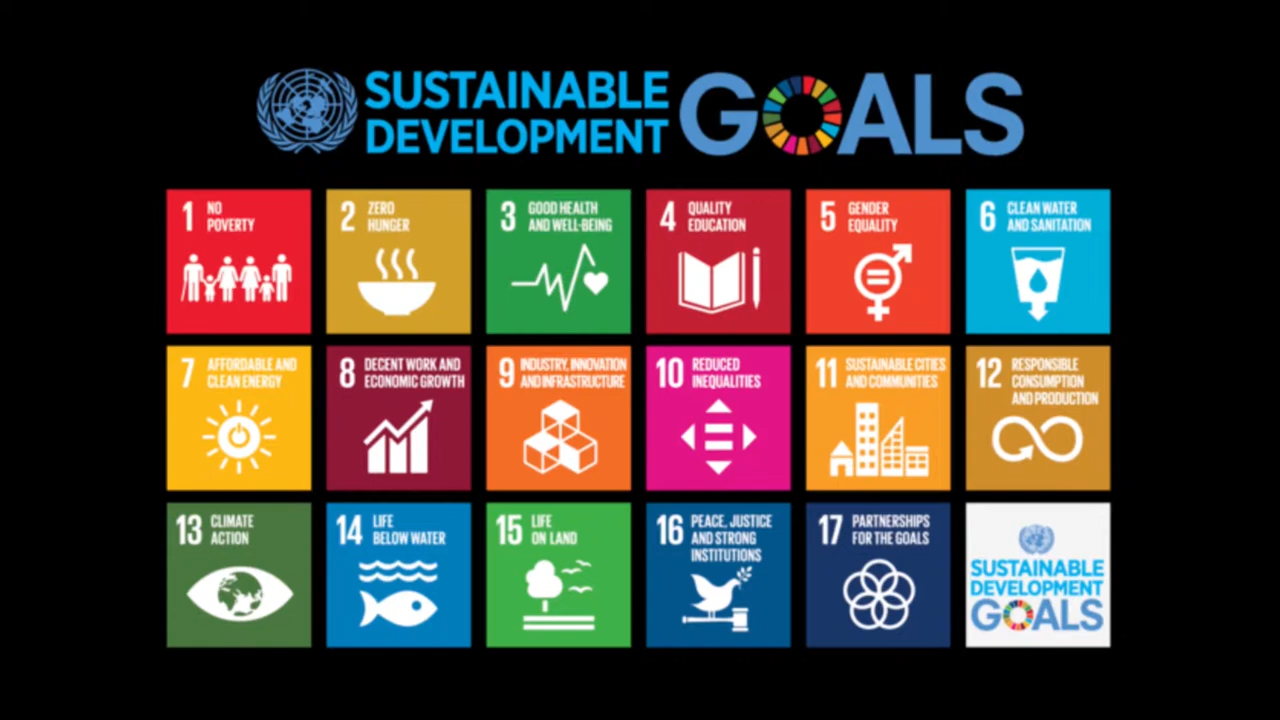 SUSTAINABLE
DEVELOPMENT
GOALS
1 NO
POVERTY
2 ZERO
HUNGER
3 GOOD HEALTH
AND WELL-BEING
4 QUALITY
EDUCATION
5 GENDER
EQUALITY
6 CLEAN WATER
AND SANITATION
7 AFFORDABLE AND
CLEAN ENERGY
8 DECENT WORK AND
ECONOMIC GROWTH
9 INDUSTRY, INNOVATION
AND INFRASTRUCTURE
10 REDUCED
INEQUALITIES
11 SUSTAINABLE CITIES
AND COMMUNITIES
12 RESPONSIBLE
CONSUMPTION
AND PRODUCTION
13 CLIMATE
ACTION
14 LIFE
BELOW WATER
15 LIFE
ON LAND
16 PEACE, JUSTICE
AND STRONG
INSTITUTIONS
17 PARTNERSHIPS
FOR THE GOALS
SUSTAINABLE
DEVELOPMENT
GOALS